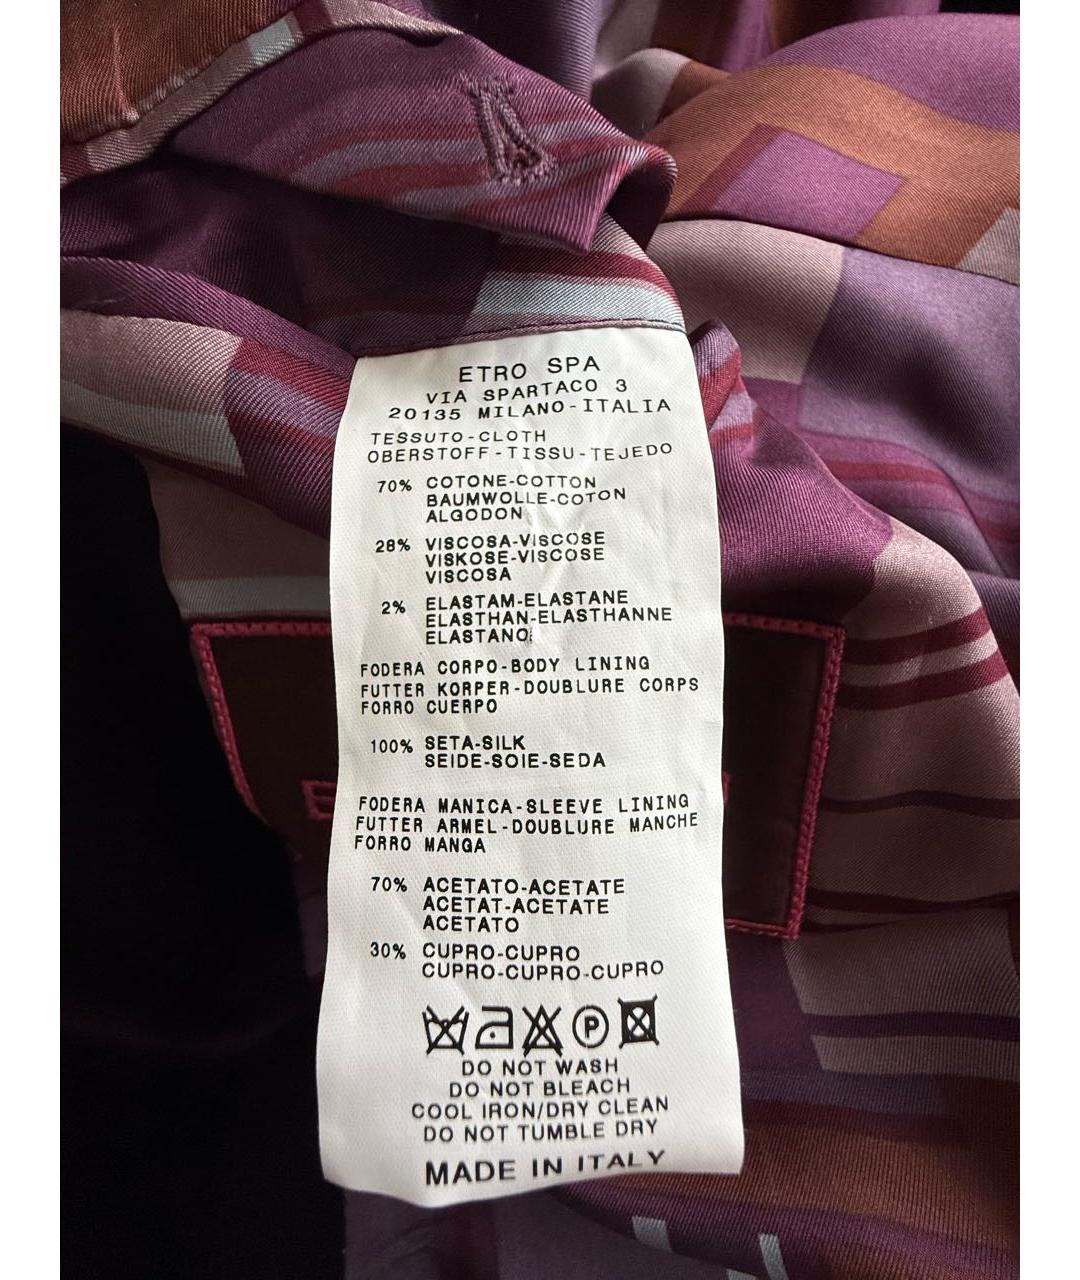 ETRO SPA
VIA SPARTACO 3
20135 MILANO-ITALIA
TESSUTO-CLOTH
OBERSTOFF-TISSU-TEJEDO
70% COTONE-COTTON
BAUMWOLLE-COTON
ALGODON
28% VISCOSA-VISCOSE
VISKOSE-VISCOSE
VISCOSA
2% ELASTAM-ELASTANE
ELASTHAN-ELASTHANNE
ELASTANO
FODERA CORPO-BODY LINING
FUTTER KORPER-DOUBLURE CORPS
FORRO CUERPO
100% SETA-SILK
SEIDE-SOIE-SEDA
FODERA MANICA-SLEEVE LINING
FUTTER ARMEL-DOUBLURE MANCHE
FORRO MANGA
70% ACETATO-ACETATE
ACETAT-ACETATE
ACETATO
30% CUPRO-CUPRO
CUPRO-CUPRO-CUPRO
P
DO NOT WASH
DO NOT BLEACH
COOL IRON/DRY CLEAN
DO NOT TUMBLE DRY
MADE IN ITALY